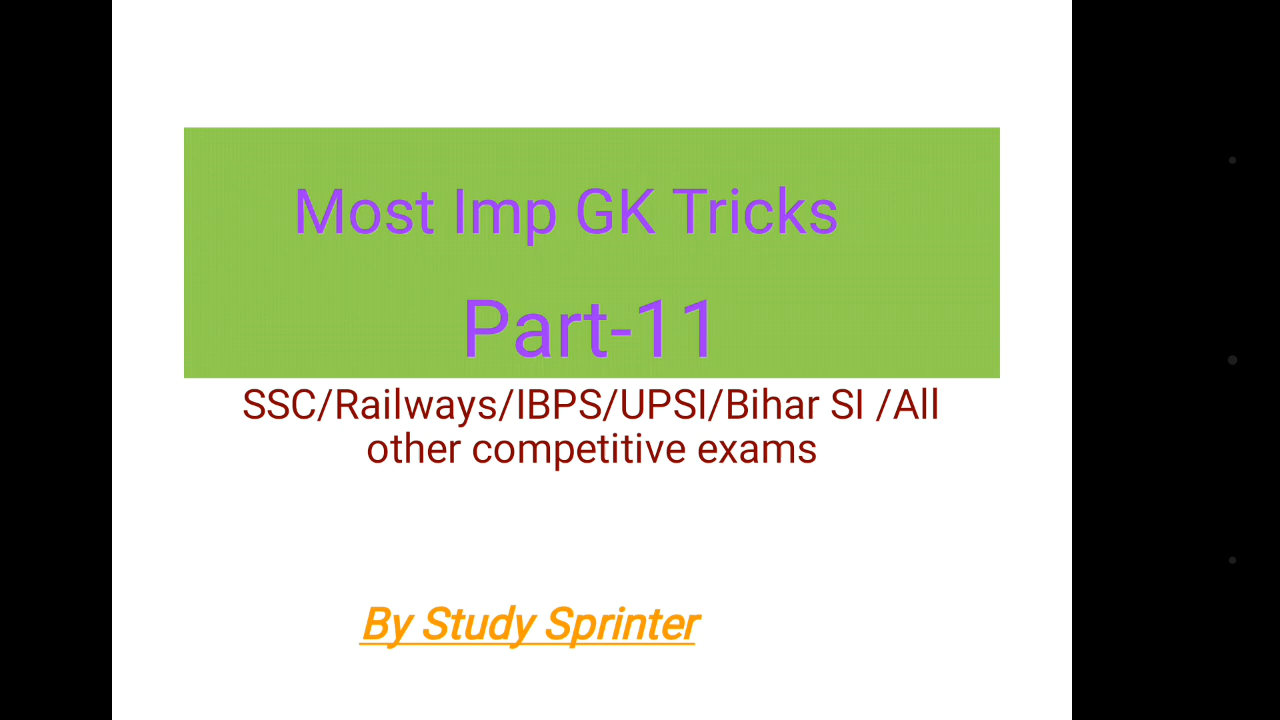 Most Imp GK Tricks
Part-11
SSC/Railways/IBPS/UPSI/Bihar SI /All
other competitive exams
By Study Sprinter